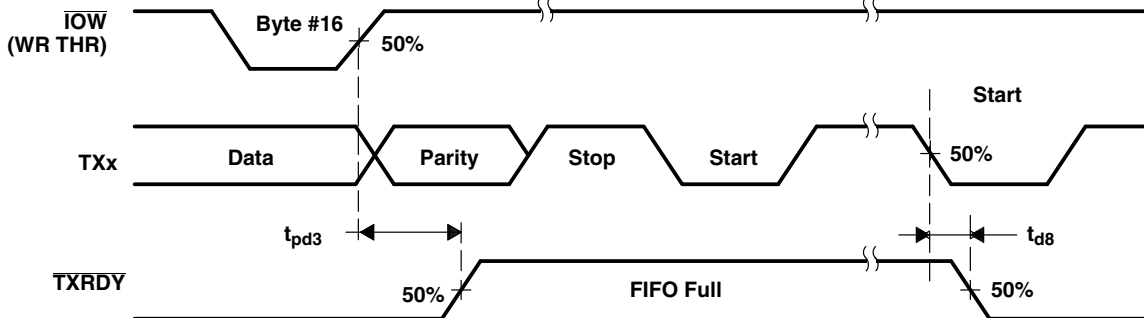 IOW
(WR THR)
Byte #16
50%
Start
TXx
Data
Parity
Stop
Start
50%
tpd3
td8
TXRDY
50%
FIFO Full
50%